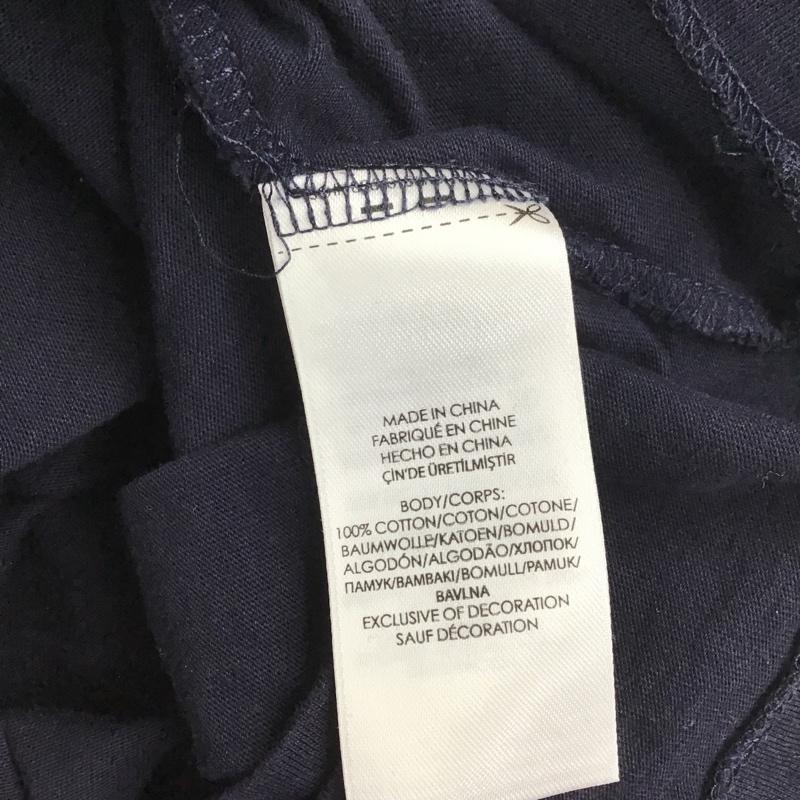 MADE IN CHINA
FABRIQUÉ EN CHINE
HECHO EN CHINA
ÇİN'DE ÜRETİLMİŞTİR
BODY/CORPS:
100% COTTON/COTON/COTONE/
BAUMWOLLE/KATOEN/BOMULD/
ALGODÓN/ALGODÃO/ХЛОПОК/
ПАМУК/BAMBAKI/BOMULL/PAMUK/
BAVLNA
EXCLUSIVE OF DECORATION
SAUF DÉCORATION